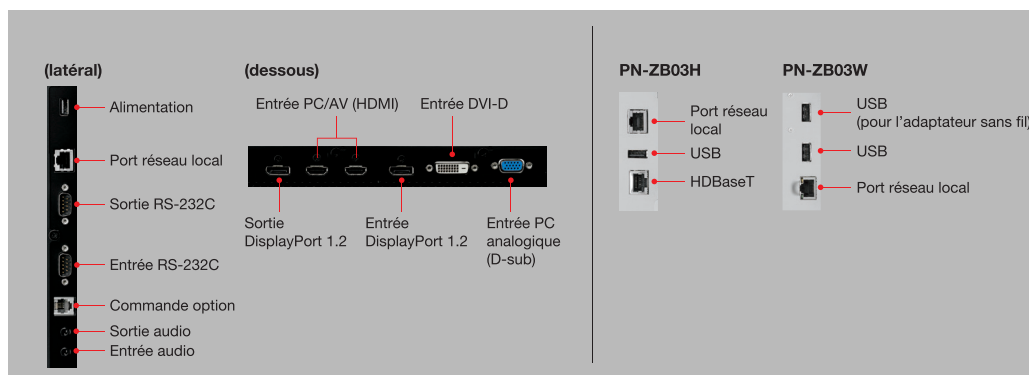 (latéral)
Alimentation
Port réseau local
Sortie RS-232C
Entrée RS-232C
Commande option
Sortie audio
Entrée audio
(dessous)
Entrée PC/AV (HDMI)
Entrée DVI-D
Sortie
DisplayPort 1.2
Entrée
DisplayPort 1.2
Entrée PC
analogique
(D-sub)
PN-ZB03H
Port réseau
local
USB
HDBaseT
PN-ZB03W
USB
(pour l’adaptateur sans fil)
USB
Port réseau local